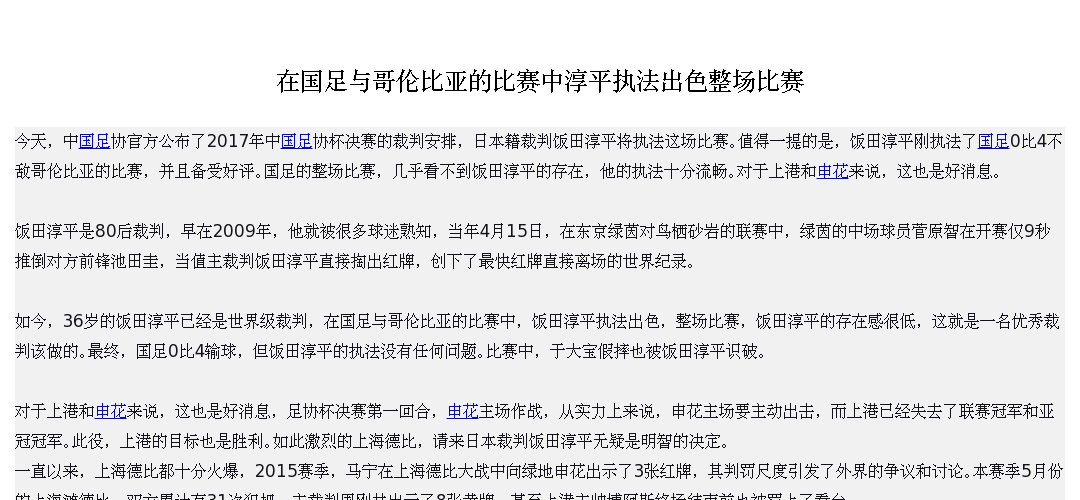 在国足与哥伦比亚的比赛中淳平执法出色整场比赛
今天，中国足协官方公布了2017年中国足协杯决赛的裁判安排，日本籍裁判饭田淳平将执法这场比赛。值得一提的是，饭田淳平刚执法了国足0比4不
敌哥伦比亚的比赛，并且备受好评。国足的整场比赛，几乎看不到饭田淳平的存在，他的执法十分流畅。对于上港和申花来说，这也是好消息。
饭田淳平是80后裁判，早在2009年，他就被很多球迷熟知，当年4月15日，在东京绿茵对鸟栖砂岩的联赛中，绿茵的中场球员菅原智在开赛仅9秒
推倒对方前锋池田圭，当值主裁判饭田淳平直接掏出红牌，创下了最快红牌直接离场的世界纪录。
如今，36岁的饭田淳平已经是世界级裁判，在国足与哥伦比亚的比赛中，饭田淳平执法出色，整场比赛，饭田淳平的存在感很低，这就是一名优秀裁
判该做的。最终，国足0比4输球，但饭田淳平的执法没有任何问题。比赛中，于大宝假摔也被饭田淳平识破。
对于上港和申花来说，这也是好消息，足协杯决赛第一回合，申花主场作战，从实力上来说，申花主场要主动出击，而上港已经失去了联赛冠军和亚
冠冠军。此役，上港的目标也是胜利。如此激烈的上海德比，请来日本裁判饭田淳平无疑是明智的决定。
一直以来，上海德比都十分火爆，2015赛季，马宁在上海德比大战中向绿地申花出示了3张红牌，其判罚尺度引发了外界的争议和讨论。本赛季5月份